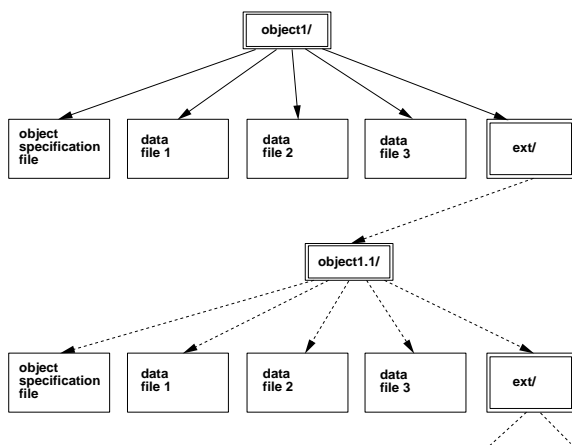 object1/
object
specification
file
data
file 1
data
file 2
data
file 3
ext/
object1.1/
object
specification
file
data
file 1
data
file 2
data
file 3
ext/